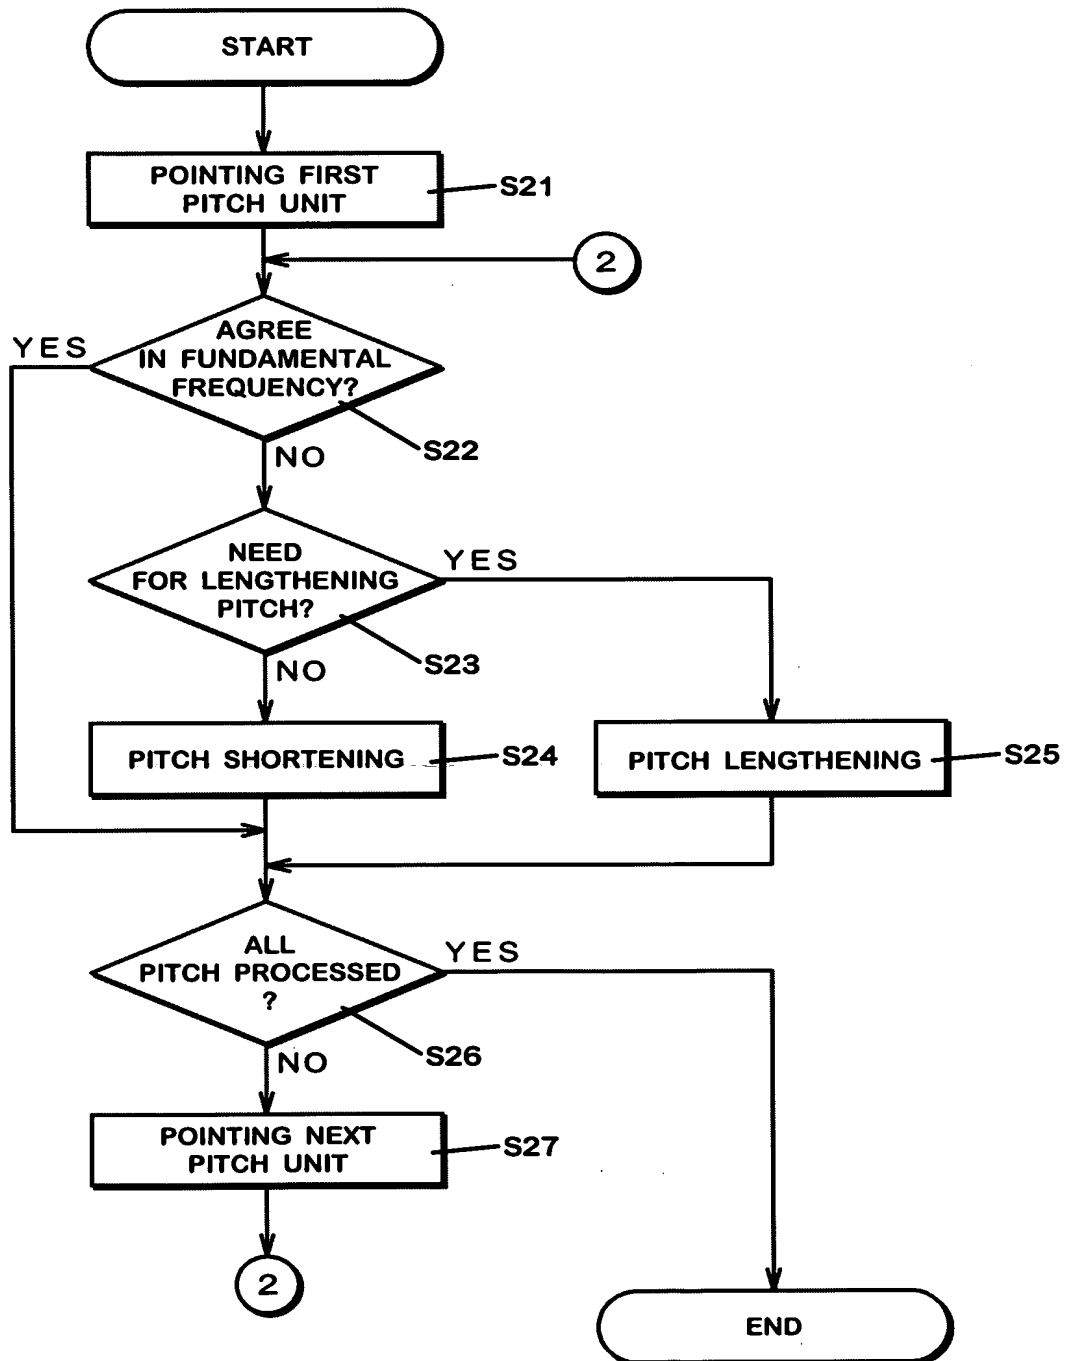 START
POINTING FIRST
PITCH UNIT
S21
2
AGREE
IN FUNDAMENTAL
FREQUENCY?
YES
S22
NO
NEED
FOR LENGTHENING
PITCH?
YES
S23
NO
PITCH SHORTENING
S24
PITCH LENGTHENING
S25
ALL
PITCH PROCESSED
?
YES
S26
NO
POINTING NEXT
PITCH UNIT
S27
2
END